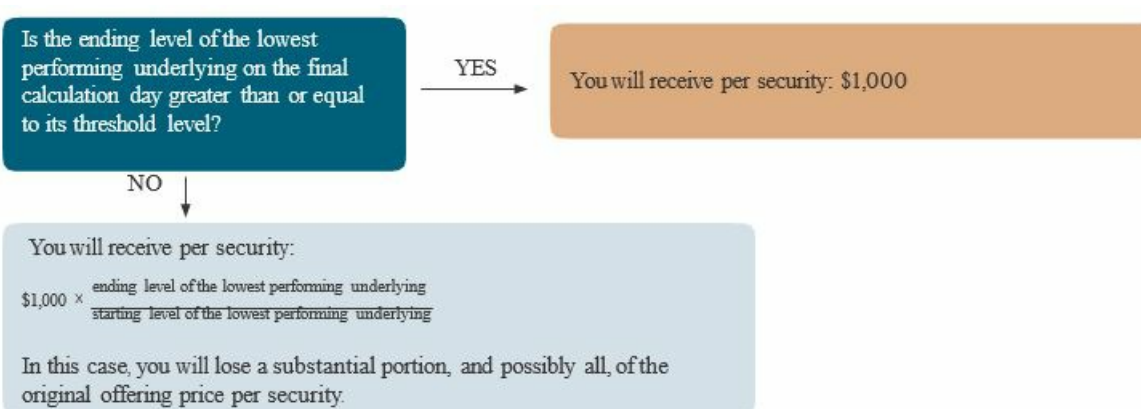 Is the ending level of the lowest
performing underlying on the final
calculation day greater than or equal
to its threshold level?
YES
You will receive per security: $1,000
NO
You will receive per security:
$1,000 ×
ending level of the lowest performing underlying
starting level of the lowest performing underlying
In this case, you will lose a substantial portion, and possibly all, of the
original offering price per security.